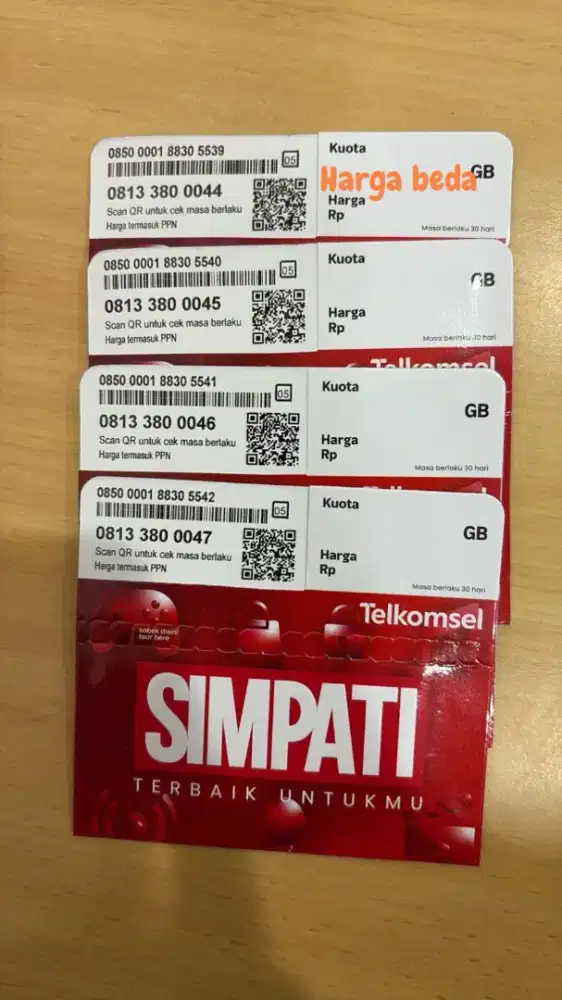 0850 0001 8830 5539
05
0813 380 0044
Scan QR untuk cek masa berlaku
Harga termasuk PPN
Kuota
GB
Harga beda
Harga
Rp
Masa berlaku 30 hari
0850 0001 8830 5540
05
0813 380 0045
Scan QR untuk cek masa berlaku
Harga termasuk PPN
Kuota
GB
Harga
Rp
Masa berlaku 30 hari
Telkomsel
0850 0001 8830 5541
05
0813 380 0046
Scan QR untuk cek masa berlaku
Harga termasuk PPN
Kuota
GB
Harga
Rp
Masa berlaku 30 hari
0850 0001 8830 5542
05
0813 380 0047
Scan QR untuk cek masa berlaku
Harga termasuk PPN
Kuota
GB
Harga
Rp
Masa berlaku 30 hari
Telkomsel
sobek disini
tear here
SIMPATI
TERBAIK UNTUKMU